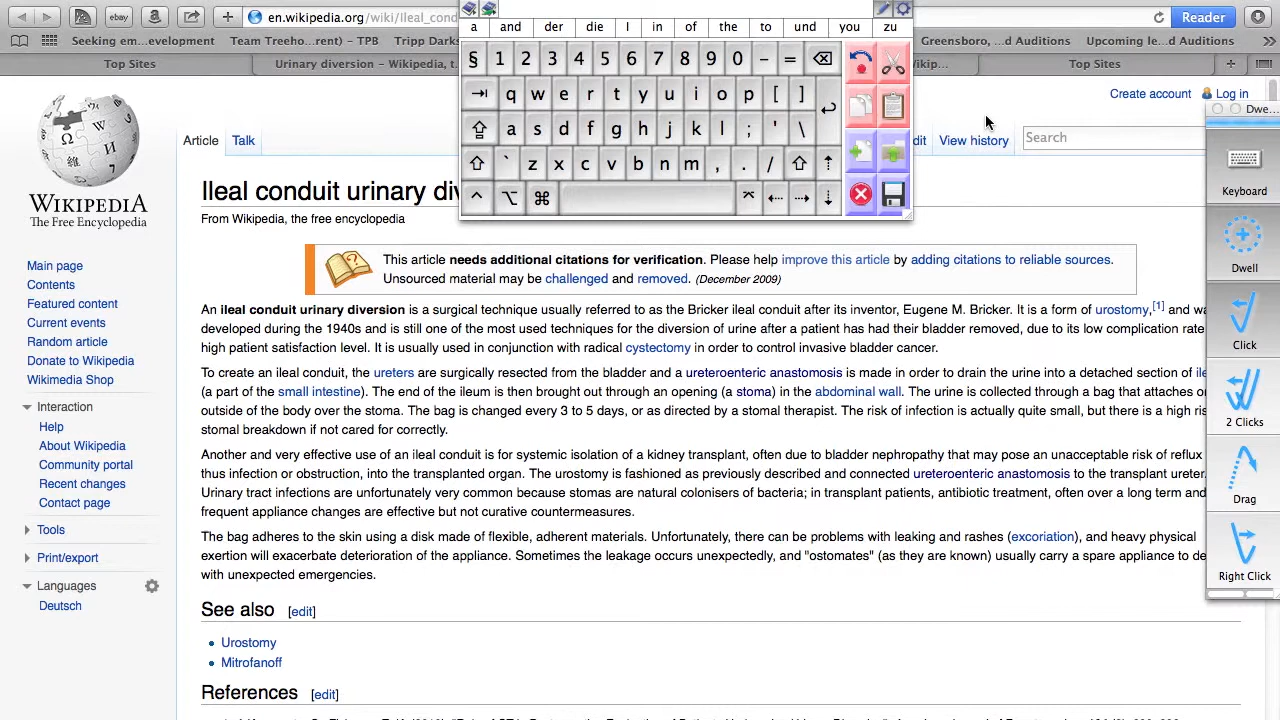 en.wikipedia.org/wiki/Ileal_cond
Reader
Seeking em...evelopment
Team Treeho...rent) – TPB
Tripp Darks
Greensboro, ...d Auditions
Upcoming le...d Auditions
Top Sites
Urinary diversion – Wikipedia, t
Wikip...
Top Sites
a and der die I in of the to und you zu
§ 1 2 3 4 5 6 7 8 9 0 - =
q w e r t y u i o p [ ]
a s d f g h j k l ; ' \
` z x c v b n m , . /
Create account
Log in
Dwe...
Article
Talk
dit
View history
Search
Keyboard
Dwell
Click
2 Clicks
Drag
Right Click
WIKIPEDIA
The Free Encyclopedia
Main page
Contents
Featured content
Current events
Random article
Donate to Wikipedia
Wikimedia Shop
Interaction
Help
About Wikipedia
Community portal
Recent changes
Contact page
Tools
Print/export
Languages
Deutsch
Ileal conduit urinary di
From Wikipedia, the free encyclopedia
This article needs additional citations for verification. Please help improve this article by adding citations to reliable sources.
Unsourced material may be challenged and removed. (December 2009)
An ileal conduit urinary diversion is a surgical technique usually referred to as the Bricker ileal conduit after its inventor, Eugene M. Bricker. It is a form of urostomy,[1] and wa
developed during the 1940s and is still one of the most used techniques for the diversion of urine after a patient has had their bladder removed, due to its low complication rate
high patient satisfaction level. It is usually used in conjunction with radical cystectomy in order to control invasive bladder cancer.
To create an ileal conduit, the ureters are surgically resected from the bladder and a ureteroenteric anastomosis is made in order to drain the urine into a detached section of ile
(a part of the small intestine). The end of the ileum is then brought out through an opening (a stoma) in the abdominal wall. The urine is collected through a bag that attaches o
outside of the body over the stoma. The bag is changed every 3 to 5 days, or as directed by a stomal therapist. The risk of infection is actually quite small, but there is a high ris
stomal breakdown if not cared for correctly.
Another and very effective use of an ileal conduit is for systemic isolation of a kidney transplant, often due to bladder nephropathy that may pose an unacceptable risk of reflux
thus infection or obstruction, into the transplanted organ. The urostomy is fashioned as previously described and connected ureteroenteric anastomosis to the transplant ureter.
Urinary tract infections are unfortunately very common because stomas are natural colonisers of bacteria; in transplant patients, antibiotic treatment, often over a long term and
frequent appliance changes are effective but not curative countermeasures.
The bag adheres to the skin using a disk made of flexible, adherent materials. Unfortunately, there can be problems with leaking and rashes (excoriation), and heavy physical
exertion will exacerbate deterioration of the appliance. Sometimes the leakage occurs unexpectedly, and "ostomates" (as they are known) usually carry a spare appliance to de
with unexpected emergencies.
See also [edit]
Urostomy
Mitrofanoff
References [edit]